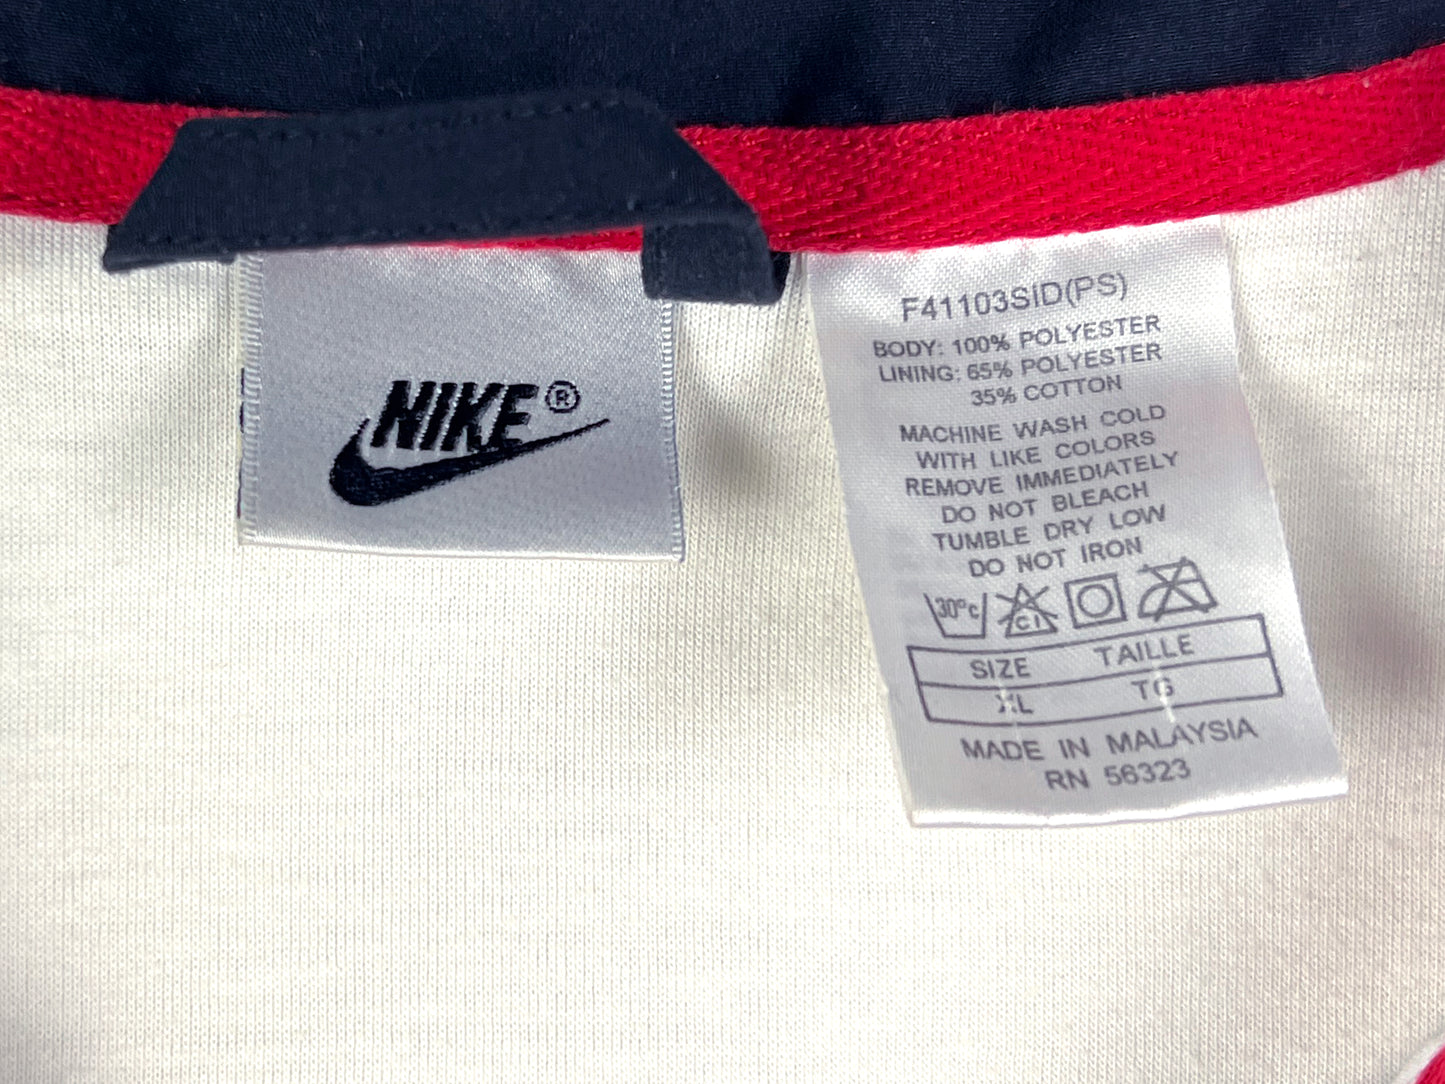 NIKE®
F41103SID(PS)
BODY: 100% POLYESTER
LINING: 65% POLYESTER
35% COTTON
MACHINE WASH COLD
WITH LIKE COLORS
REMOVE IMMEDIATELY
DO NOT BLEACH
TUMBLE DRY LOW
DO NOT IRON
30°c Cl
SIZE TAILLE
XL TG
MADE IN MALAYSIA
RN 56323